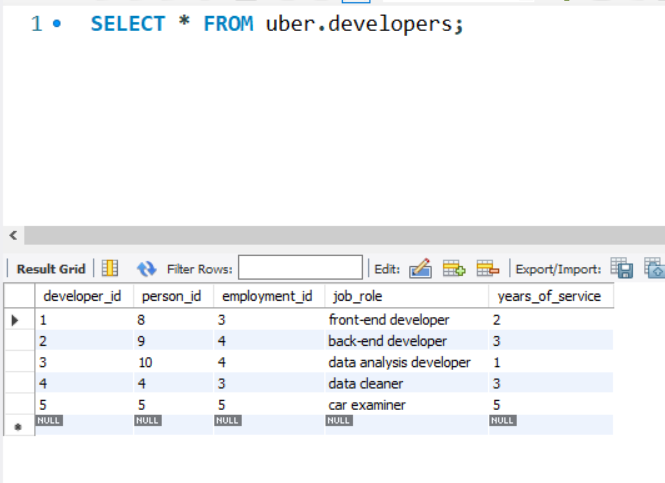 1 SELECT * FROM uber.developers;
Result Grid Filter Rows: Edit: Export/Import:
developer_id person_id employment_id job_role years_of_service
1 8 3 front-end developer 2
2 9 4 back-end developer 3
3 10 4 data analysis developer 1
4 4 3 data cleaner 3
5 5 5 car examiner 5
NULL NULL NULL NULL NULL